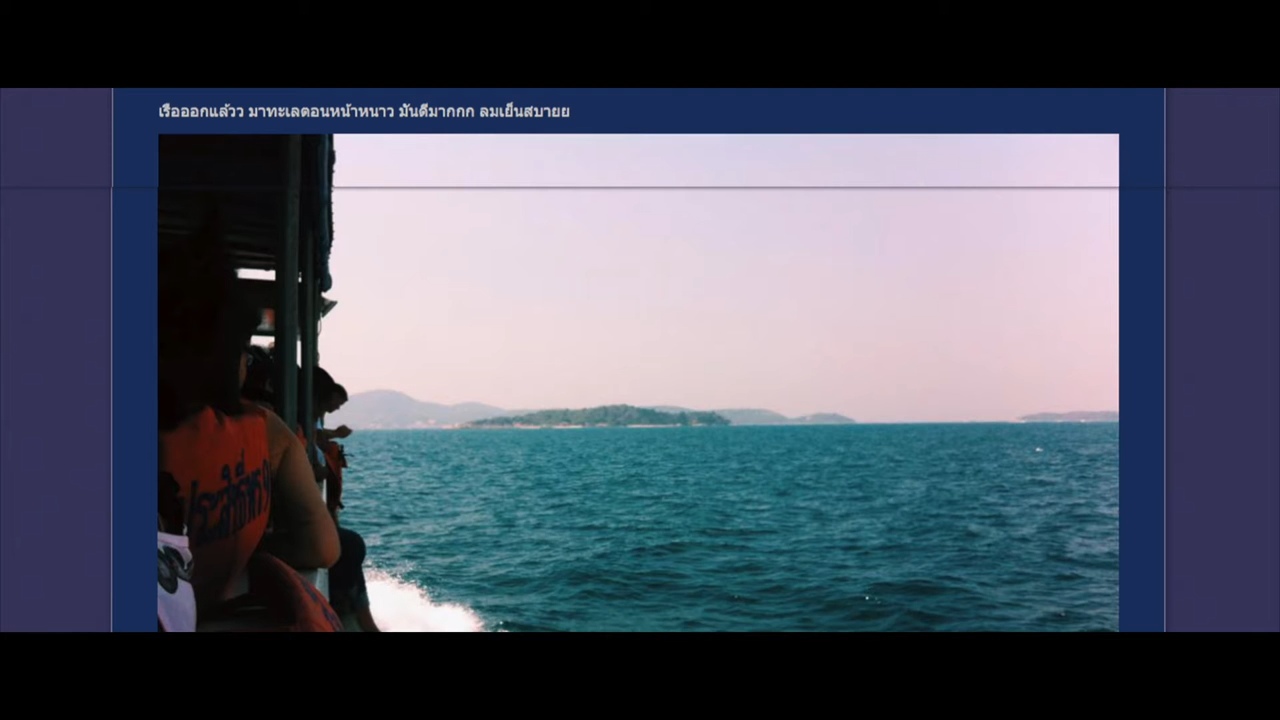 เรือออกแล้วว มาทะเลตอนหน้าหนาว มันดีมากกก ลมเย็นสบายย